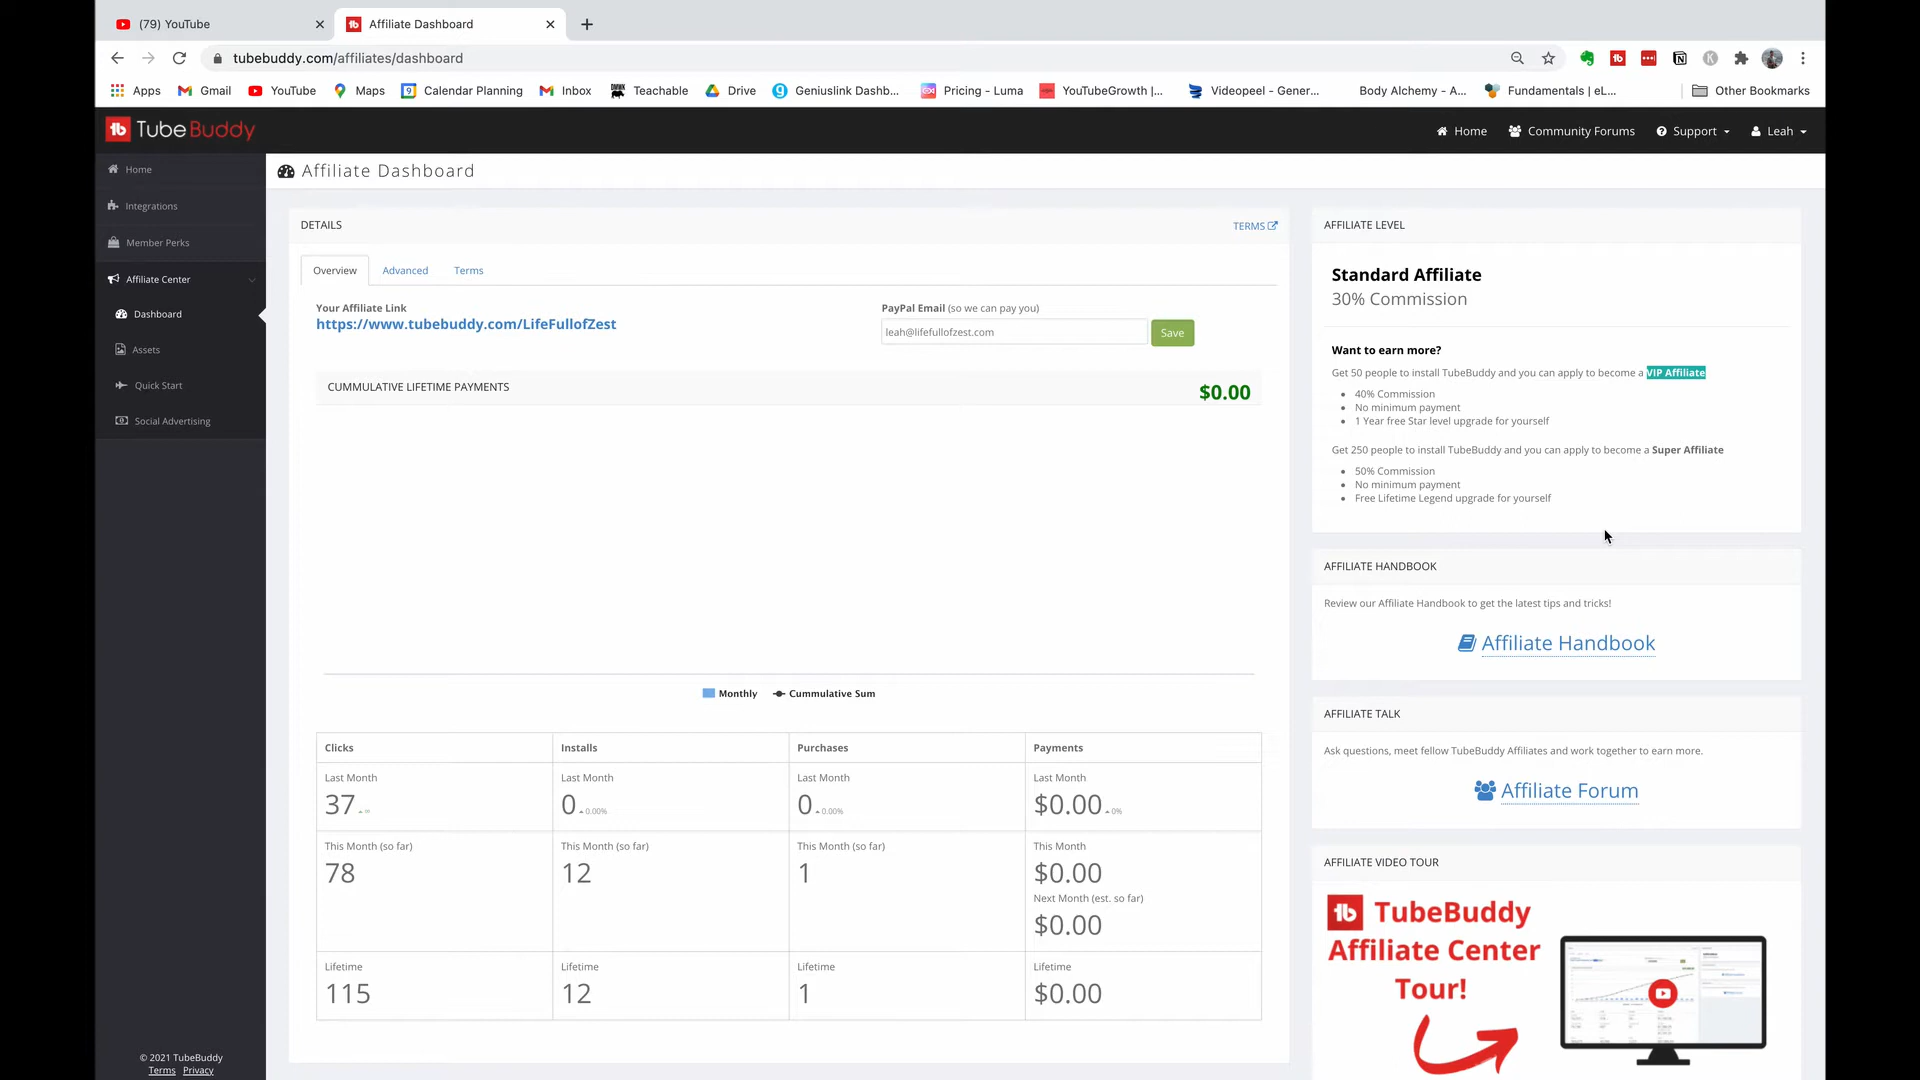 (79) YouTube
Affiliate Dashboard
tubebuddy.com/affiliates/dashboard
Apps
Gmail
YouTube
Maps
Calendar Planning
Inbox
Teachable
Drive
Geniuslink Dashb...
Pricing - Luma
YouTubeGrowth |...
Videopeel - Gener...
Body Alchemy - A...
Fundamentals | eL...
Other Bookmarks
TubeBuddy
Home
Community Forums
Support
Leah
Home
Integrations
Member Perks
Affiliate Center
Dashboard
Assets
Quick Start
Social Advertising
© 2021 TubeBuddy
Terms Privacy
Affiliate Dashboard
DETAILS
TERMS
Overview
Advanced
Terms
Your Affiliate Link
https://www.tubebuddy.com/LifeFullofZest
PayPal Email (so we can pay you)
leah@lifefullofzest.com
Save
CUMMULATIVE LIFETIME PAYMENTS
$0.00
Monthly
Cummulative Sum
Clicks
Installs
Purchases
Payments
Last Month
37
Last Month
0 0.00%
Last Month
0 0.00%
Last Month
$0.00 0%
This Month (so far)
78
This Month (so far)
12
This Month (so far)
1
This Month
$0.00
Next Month (est. so far)
$0.00
Lifetime
115
Lifetime
12
Lifetime
1
Lifetime
$0.00
AFFILIATE LEVEL
Standard Affiliate
30% Commission
Want to earn more?
Get 50 people to install TubeBuddy and you can apply to become a VIP Affiliate
40% Commission
No minimum payment
1 Year free Star level upgrade for yourself
Get 250 people to install TubeBuddy and you can apply to become a Super Affiliate
50% Commission
No minimum payment
Free Lifetime Legend upgrade for yourself
AFFILIATE HANDBOOK
Review our Affiliate Handbook to get the latest tips and tricks!
Affiliate Handbook
AFFILIATE TALK
Ask questions, meet fellow TubeBuddy Affiliates and work together to earn more.
Affiliate Forum
AFFILIATE VIDEO TOUR
TubeBuddy
Affiliate Center
Tour!